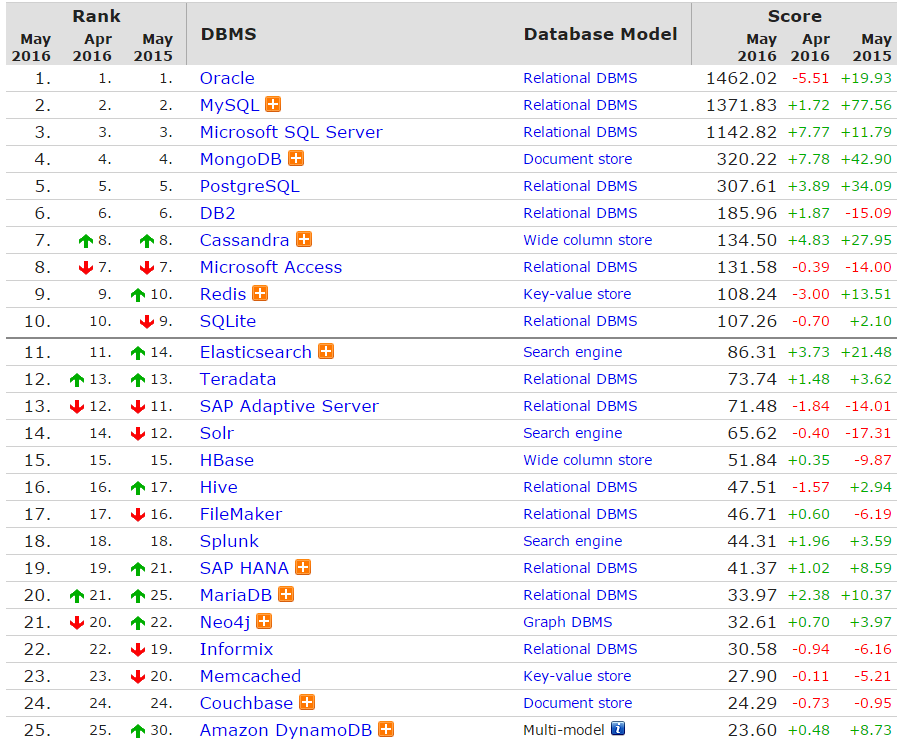 Rank Score
May Apr May DBMS Database Model May Apr May
2016 2016 2015 2016 2016 2015
1. 1. 1. Oracle Relational DBMS 1462.02 -5.51 +19.93
2. 2. 2. MySQL Relational DBMS 1371.83 +1.72 +77.56
3. 3. 3. Microsoft SQL Server Relational DBMS 1142.82 +7.77 +11.79
4. 4. 4. MongoDB Document store 320.22 +7.78 +42.90
5. 5. 5. PostgreSQL Relational DBMS 307.61 +3.89 +34.09
6. 6. 6. DB2 Relational DBMS 185.96 +1.87 -15.09
7. 8. 8. Cassandra Wide column store 134.50 +4.83 +27.95
8. 7. 7. Microsoft Access Relational DBMS 131.58 -0.39 -14.00
9. 9. 10. Redis Key-value store 108.24 -3.00 +13.51
10. 10. 9. SQLite Relational DBMS 107.26 -0.70 +2.10
11. 11. 14. Elasticsearch Search engine 86.31 +3.73 +21.48
12. 13. 13. Teradata Relational DBMS 73.74 +1.48 +3.62
13. 12. 11. SAP Adaptive Server Relational DBMS 71.48 -1.84 -14.01
14. 14. 12. Solr Search engine 65.62 -0.40 -17.31
15. 15. 15. HBase Wide column store 51.84 +0.35 -9.87
16. 16. 17. Hive Relational DBMS 47.51 -1.57 +2.94
17. 17. 16. FileMaker Relational DBMS 46.71 +0.60 -6.19
18. 18. 18. Splunk Search engine 44.31 +1.96 +3.59
19. 19. 21. SAP HANA Relational DBMS 41.37 +1.02 +8.59
20. 21. 25. MariaDB Relational DBMS 33.97 +2.38 +10.37
21. 20. 22. Neo4j Graph DBMS 32.61 +0.70 +3.97
22. 22. 19. Informix Relational DBMS 30.58 -0.94 -6.16
23. 23. 20. Memcached Key-value store 27.90 -0.11 -5.21
24. 24. 24. Couchbase Document store 24.29 -0.73 -0.95
25. 25. 30. Amazon DynamoDB Multi-model i 23.60 +0.48 +8.73